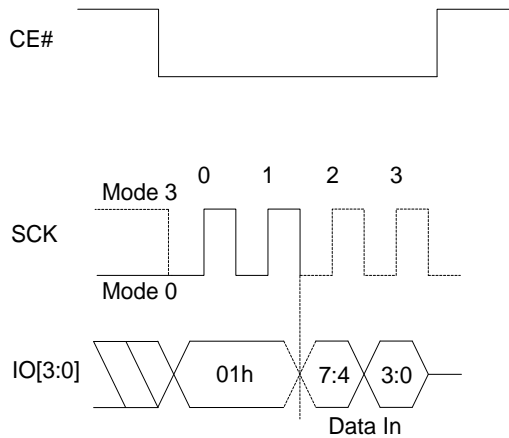 CE#
0 1 2 3
Mode 3
SCK
Mode 0
IO[3:0] 01h 7:4 3:0
Data In